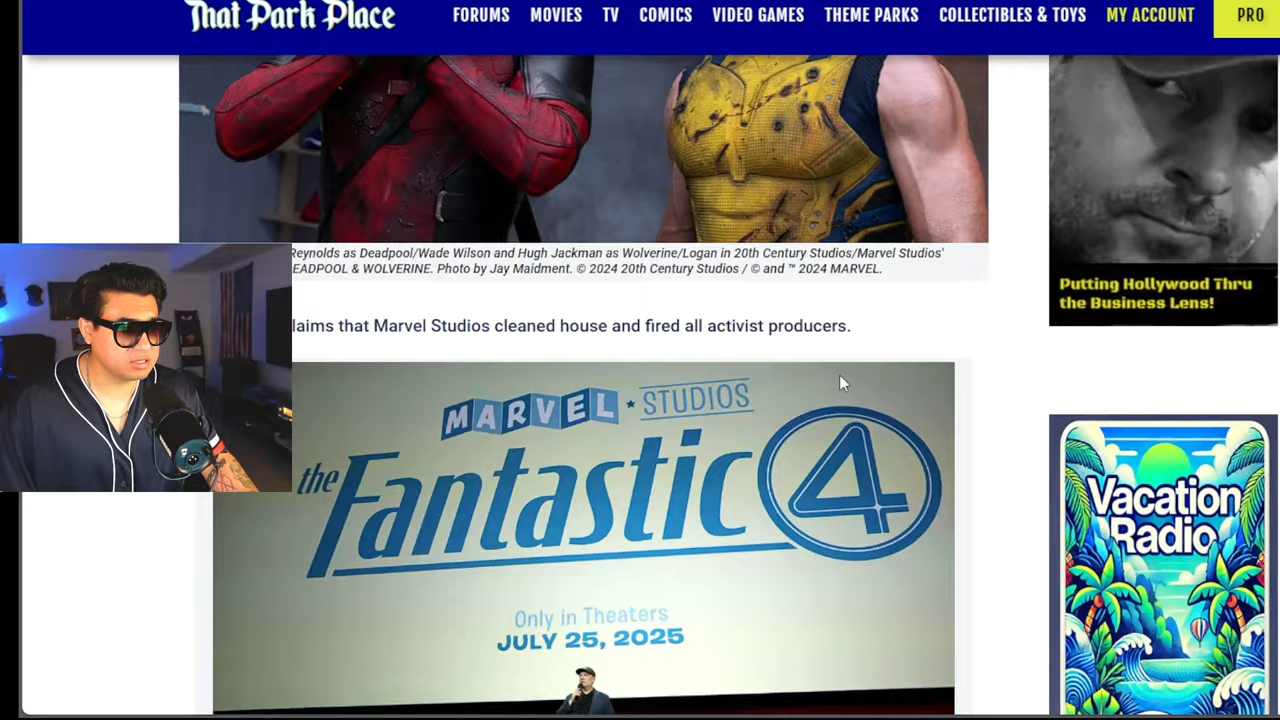 That Park Place
FORUMS MOVIES TV COMICS VIDEO GAMES THEME PARKS COLLECTIBLES & TOYS MY ACCOUNT PRO
Reynolds as Deadpool/Wade Wilson and Hugh Jackman as Wolverine/Logan in 20th Century Studios/Marvel Studios'
EADPOOL & WOLVERINE. Photo by Jay Maidment. © 2024 20th Century Studios / © and ™ 2024 MARVEL.
Putting Hollywood Thru
the Business Lens!
laims that Marvel Studios cleaned house and fired all activist producers.
MARVEL STUDIOS
the Fantastic 4
Only in Theaters
JULY 25, 2025
Vacation
Radio